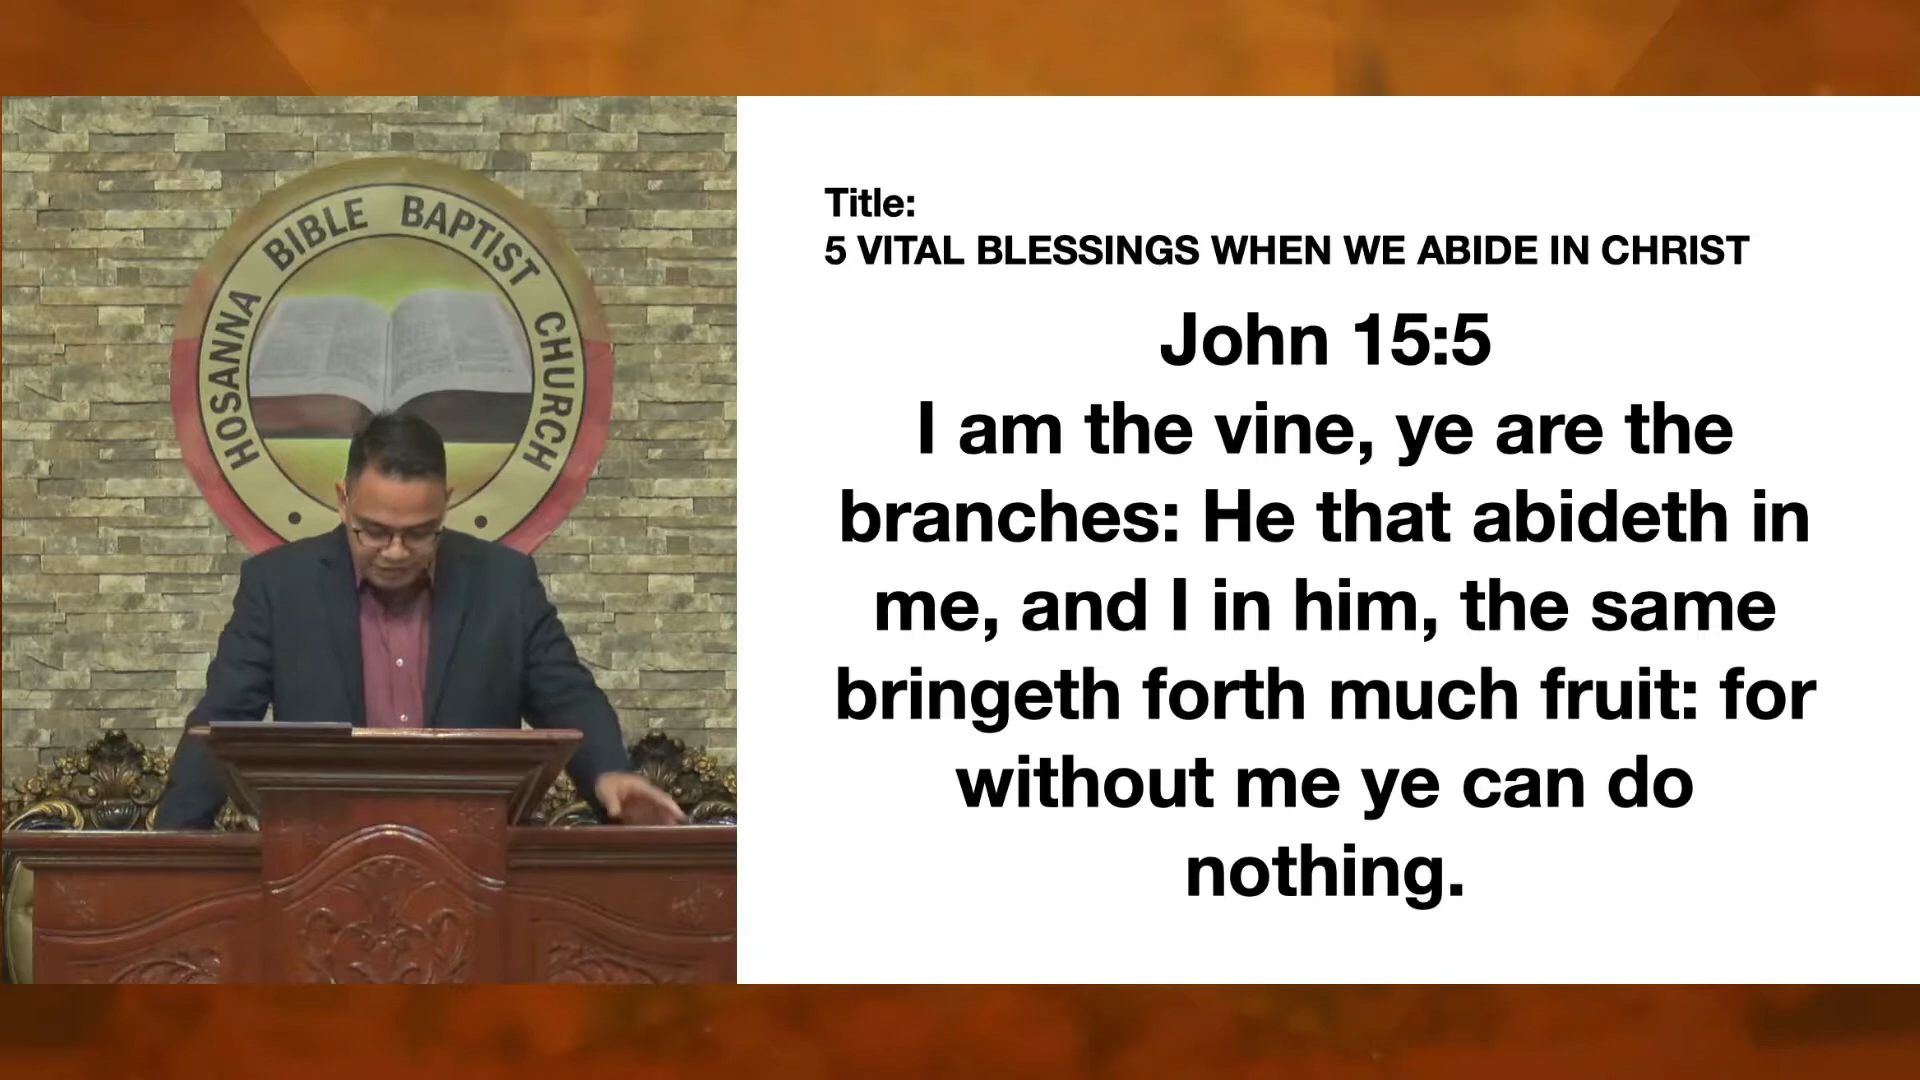 HOSANNA BIBLE BAPTIST CHURCH
Title:
5 VITAL BLESSINGS WHEN WE ABIDE IN CHRIST
John 15:5
I am the vine, ye are the
branches: He that abideth in
me, and I in him, the same
bringeth forth much fruit: for
without me ye can do
nothing.